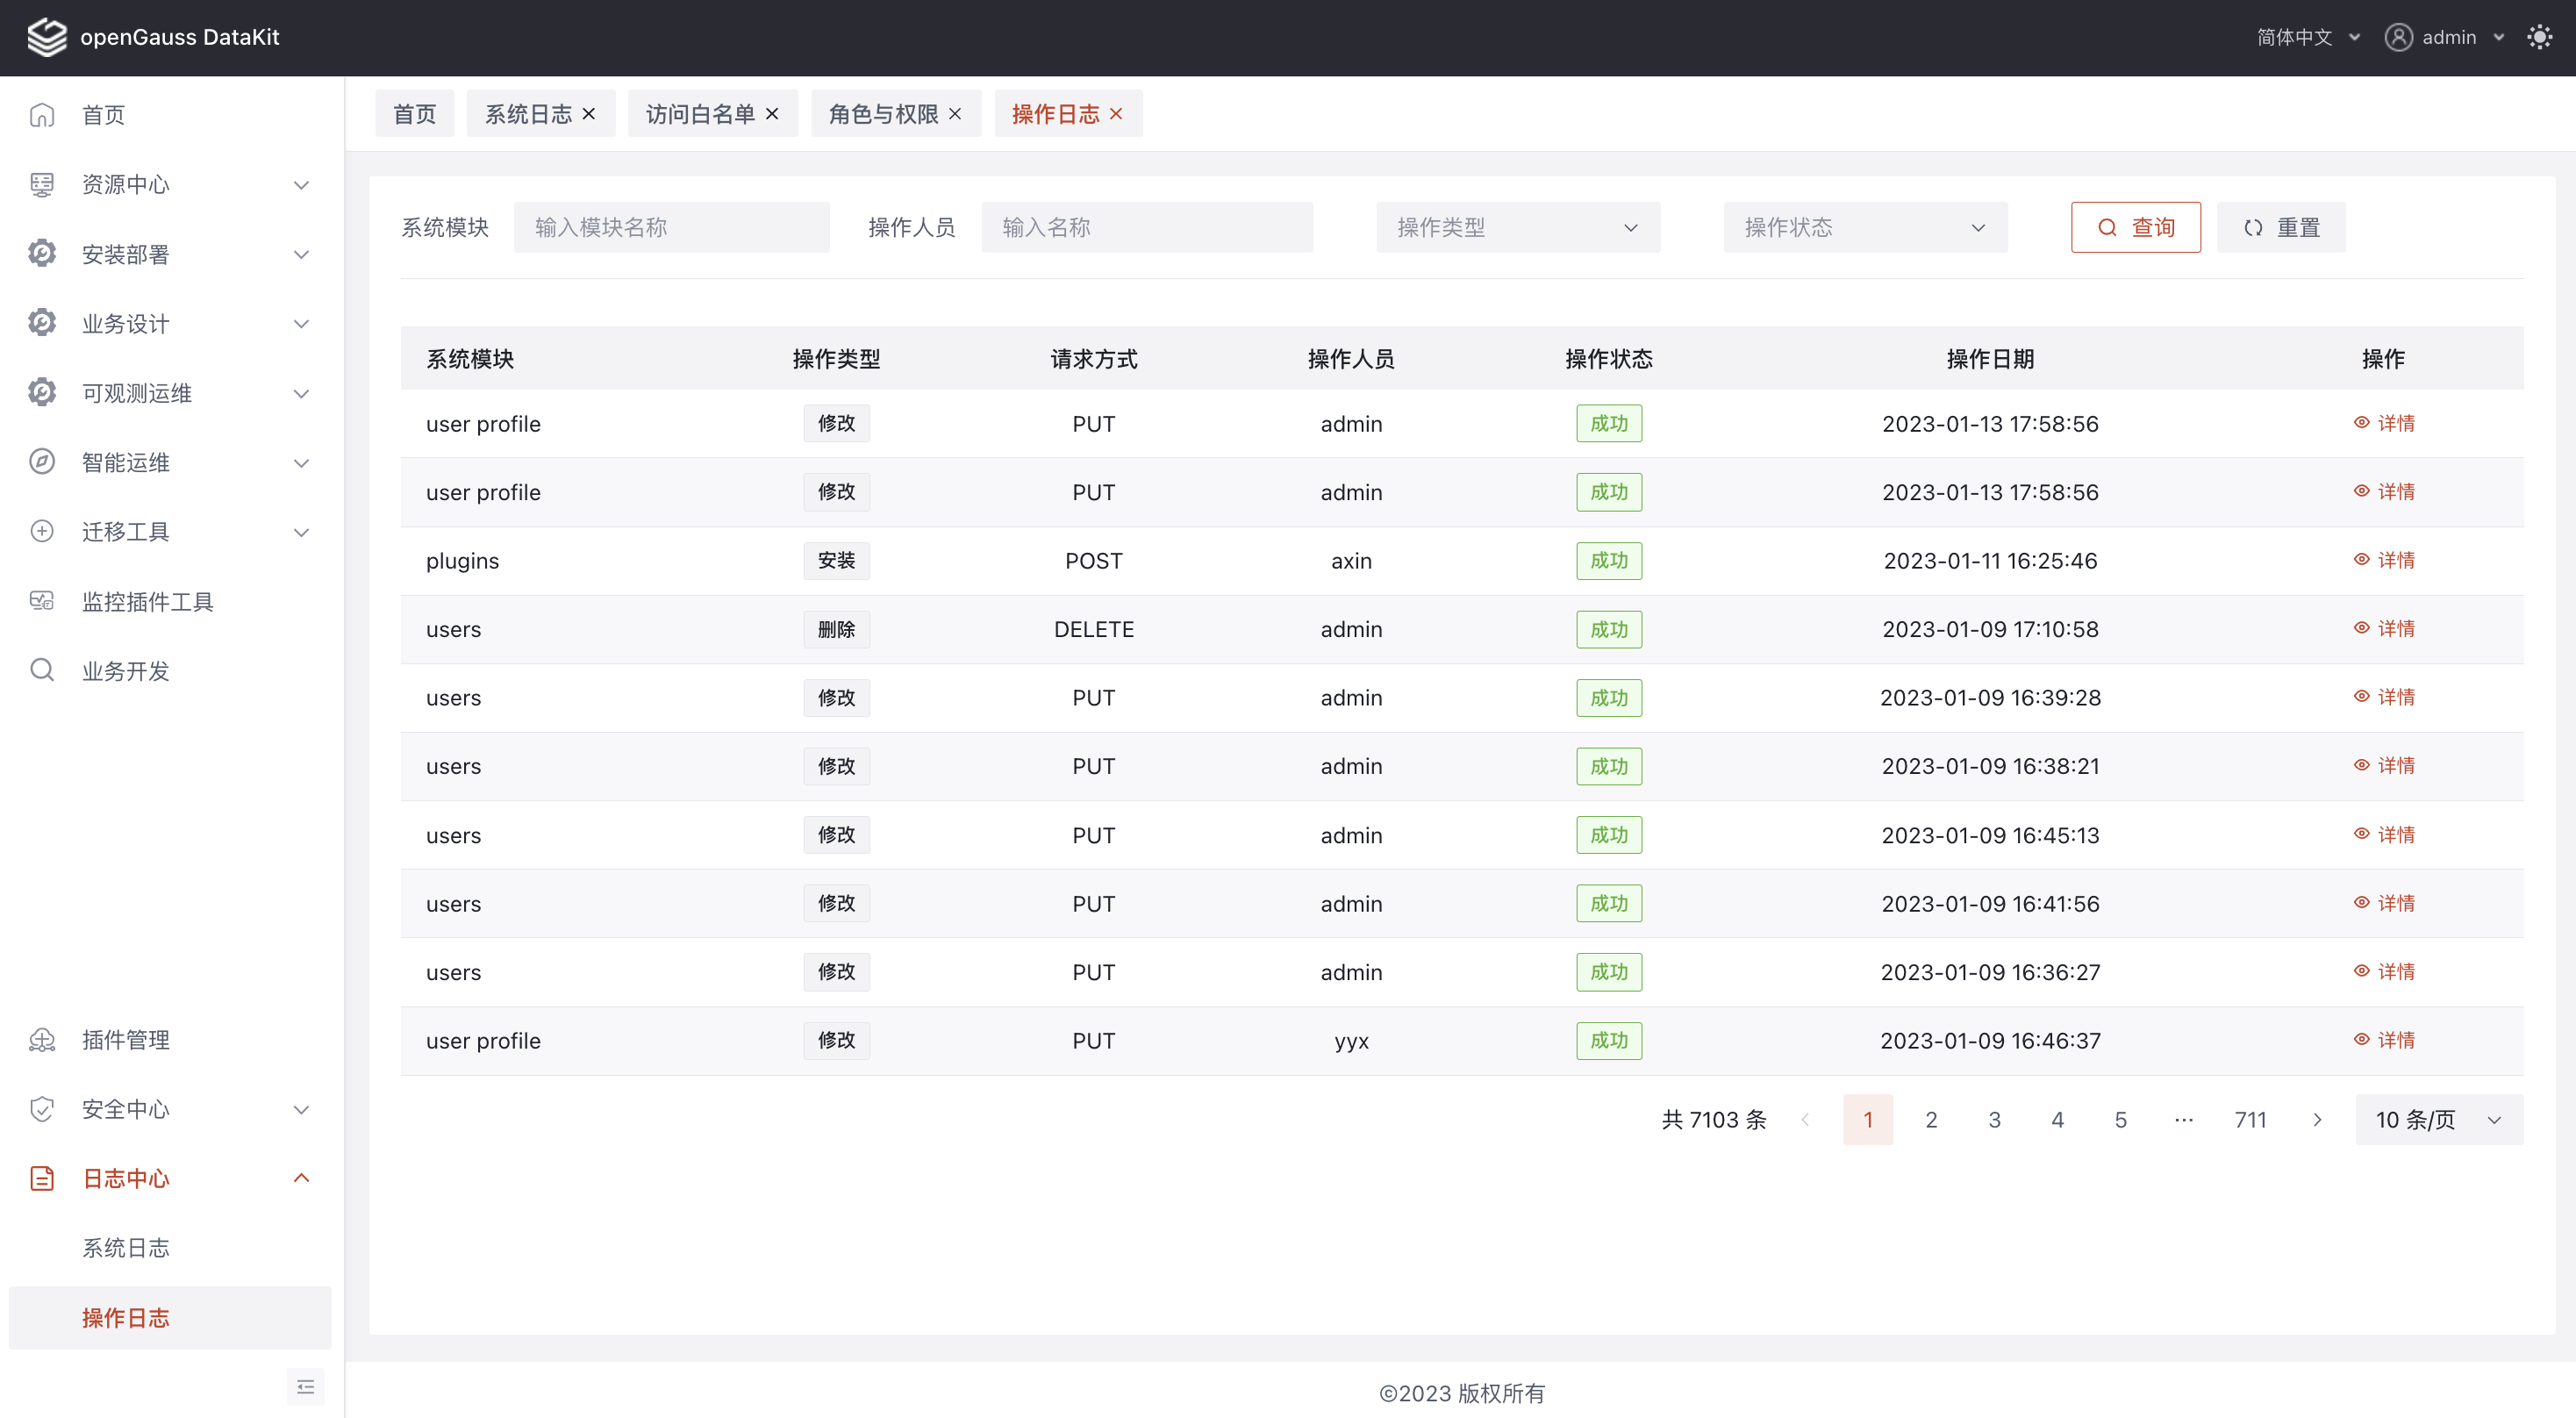 openGauss DataKit
简体中文 admin
首页
资源中心
安装部署
业务设计
可观测运维
智能运维
迁移工具
监控插件工具
业务开发
插件管理
安全中心
日志中心
系统日志
操作日志
首页 系统日志 访问白名单 角色与权限 操作日志
系统模块 输入模块名称 操作人员 输入名称 操作类型 操作状态 查询 重置
系统模块 操作类型 请求方式 操作人员 操作状态 操作日期 操作
user profile 修改 PUT admin 成功 2023-01-13 17:58:56 详情
user profile 修改 PUT admin 成功 2023-01-13 17:58:56 详情
plugins 安装 POST axin 成功 2023-01-11 16:25:46 详情
users 删除 DELETE admin 成功 2023-01-09 17:10:58 详情
users 修改 PUT admin 成功 2023-01-09 16:39:28 详情
users 修改 PUT admin 成功 2023-01-09 16:38:21 详情
users 修改 PUT admin 成功 2023-01-09 16:45:13 详情
users 修改 PUT admin 成功 2023-01-09 16:41:56 详情
users 修改 PUT admin 成功 2023-01-09 16:36:27 详情
user profile 修改 PUT yyx 成功 2023-01-09 16:46:37 详情
共 7103 条 1 2 3 4 5 ··· 711 10 条/页
©2023 版权所有